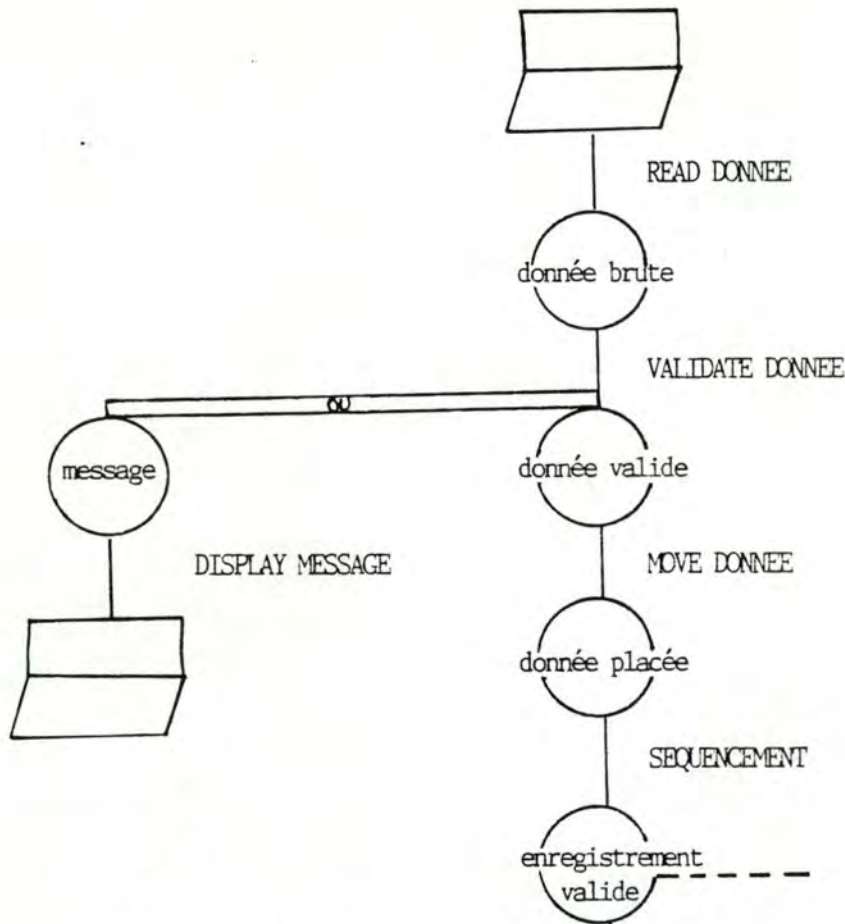 READ DONNEE
donnée brute
VALIDATE DONNEE
OU
message
donnée valide
DISPLAY MESSAGE
MOVE DONNEE
donnée placée
SEQUENCEMENT
enregistrement
valide